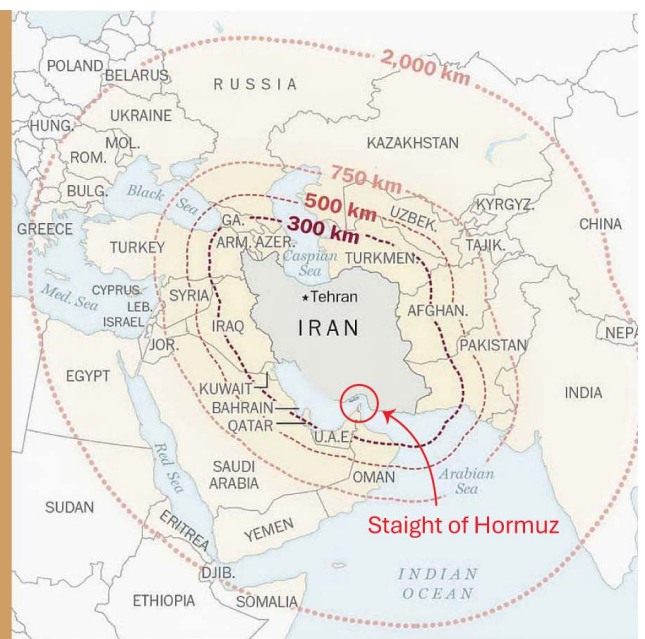 2,000 km
POLAND
BELARUS
RUSSIA
UKRAINE
HUNG.
MOL.
ROM.
KAZAKHSTAN
BULG.
Black Sea
750 km
500 km
300 km
UZBEK.
KYRGYZ.
CHINA
GREECE
TURKEY
GA.
ARM.
AZER.
Caspian
Sea
TURKMEN.
TAJIK.
Med. Sea
CYPRUS
LEB.
ISRAEL
SYRIA
★Tehran
IRAN
AFGHAN.
IRAQ
JOR.
PAKISTAN
NEPA
EGYPT
KUWAIT
BAHRAIN
QATAR
U.A.E.
INDIA
Red Sea
SAUDI
ARABIA
OMAN
Arabian
Sea
SUDAN
Staight of Hormuz
ERITREA
YEMEN
DJIB.
INDIAN
OCEAN
ETHIOPIA
SOMALIA